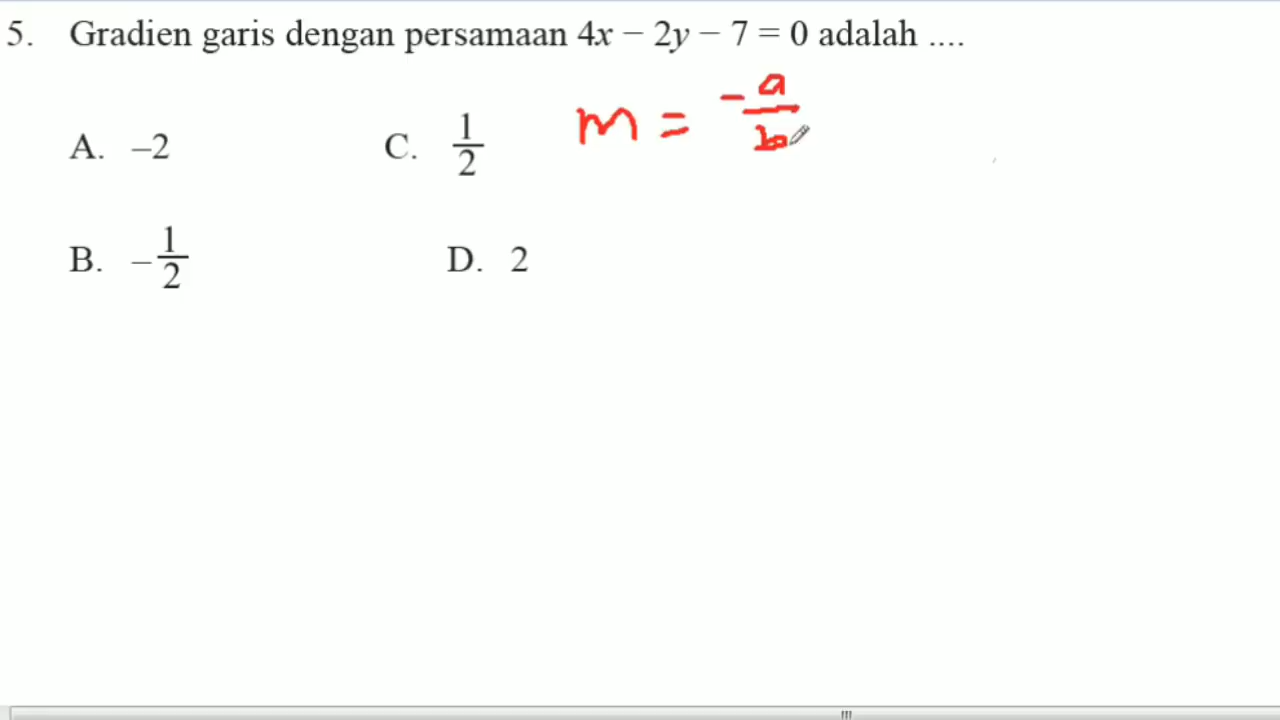 5. Gradien garis dengan persamaan 4x − 2y − 7 = 0 adalah ....
m = -a/b
A. –2 C. 1/2
B. –1/2 D. 2